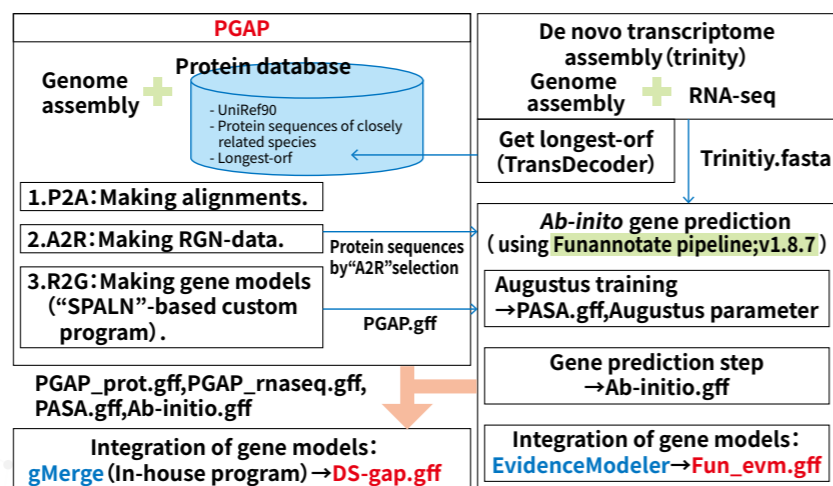 PGAP
Genome
assembly
Protein database
- UniRef90
- Protein sequences of closely
related species
- Longest-orf
1.P2A：Making alignments.
2.A2R：Making RGN-data.
3.R2G：Making gene models
(“SPALN”-based custom
program).
Protein sequences
by“A2R”selection
PGAP.gff
De novo transcriptome
assembly(trinity)
Genome
assembly
RNA-seq
Get longest-orf
(TransDecoder)
Trinitiy.fasta
Ab-inito gene prediction
(using Funannotate pipeline;v1.8.7)
Augustus training
→PASA.gff,Augustus parameter
Gene prediction step
→Ab-initio.gff
PGAP_prot.gff,PGAP_rnaseq.gff,
PASA.gff,Ab-initio.gff
Integration of gene models：
gMerge(In-house program)→DS-gap.gff
Integration of gene models：
EvidenceModeler→Fun_evm.gff